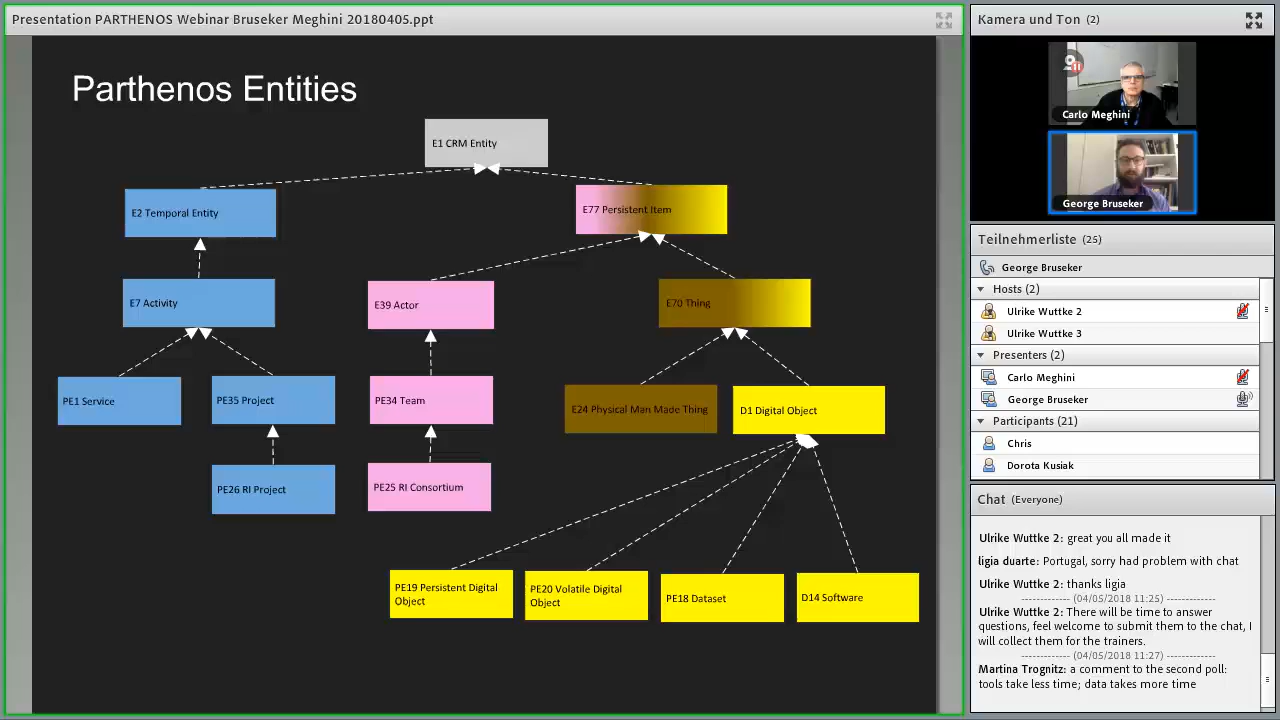 Presentation PARTHENOS Webinar Bruseker Meghini 20180405.ppt
Parthenos Entities
E1 CRM Entity
E2 Temporal Entity
E77 Persistent Item
E7 Activity
E39 Actor
E70 Thing
PE1 Service
PE35 Project
PE34 Team
E24 Physical Man Made Thing
D1 Digital Object
PE26 RI Project
PE25 RI Consortium
PE19 Persistent Digital
Object
PE20 Volatile Digital
Object
PE18 Dataset
D14 Software
Kamera und Ton (2)
Carlo Meghini
George Bruseker
Teilnehmerliste (25)
George Bruseker
Hosts (2)
Ulrike Wuttke 2
Ulrike Wuttke 3
Presenters (2)
Carlo Meghini
George Bruseker
Participants (21)
Chris
Dorota Kusiak
Chat (Everyone)
Ulrike Wuttke 2: great you all made it
ligia duarte: Portugal, sorry had problem with chat
Ulrike Wuttke 2: thanks ligia
------------ (04/05/2018 11:25) ------------
Ulrike Wuttke 2: There will be time to answer
questions, feel welcome to submit them to the chat, I
will collect them for the trainers.
------------ (04/05/2018 11:27) ------------
Martina Trognitz: a comment to the second poll:
tools take less time; data takes more time